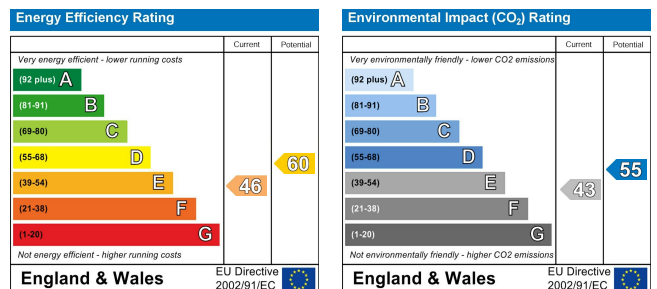 Energy Efficiency Rating
Current Potential
Very energy efficient - lower running costs
(92 plus) A
(81-91) B
(69-80) C
(55-68) D
(39-54) E
(21-38) F
(1-20) G
46
60
Not energy efficient - higher running costs
England & Wales
EU Directive
2002/91/EC
Environmental Impact (CO₂) Rating
Current Potential
Very environmentally friendly - lower CO2 emissions
(92 plus) A
(81-91) B
(69-80) C
(55-68) D
(39-54) E
(21-38) F
(1-20) G
43
55
Not environmentally friendly - higher CO2 emissions
England & Wales
EU Directive
2002/91/EC